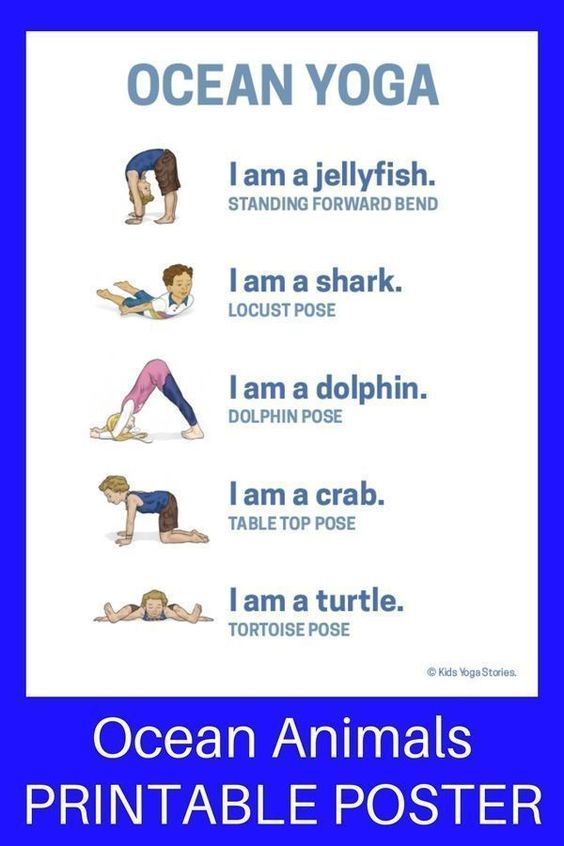 OCEAN YOGA
I am a jellyfish.
STANDING FORWARD BEND
I am a shark.
LOCUST POSE
I am a dolphin.
DOLPHIN POSE
I am a crab.
TABLE TOP POSE
I am a turtle.
TORTOISE POSE
© Kids Yoga Stories.
Ocean Animals
PRINTABLE POSTER